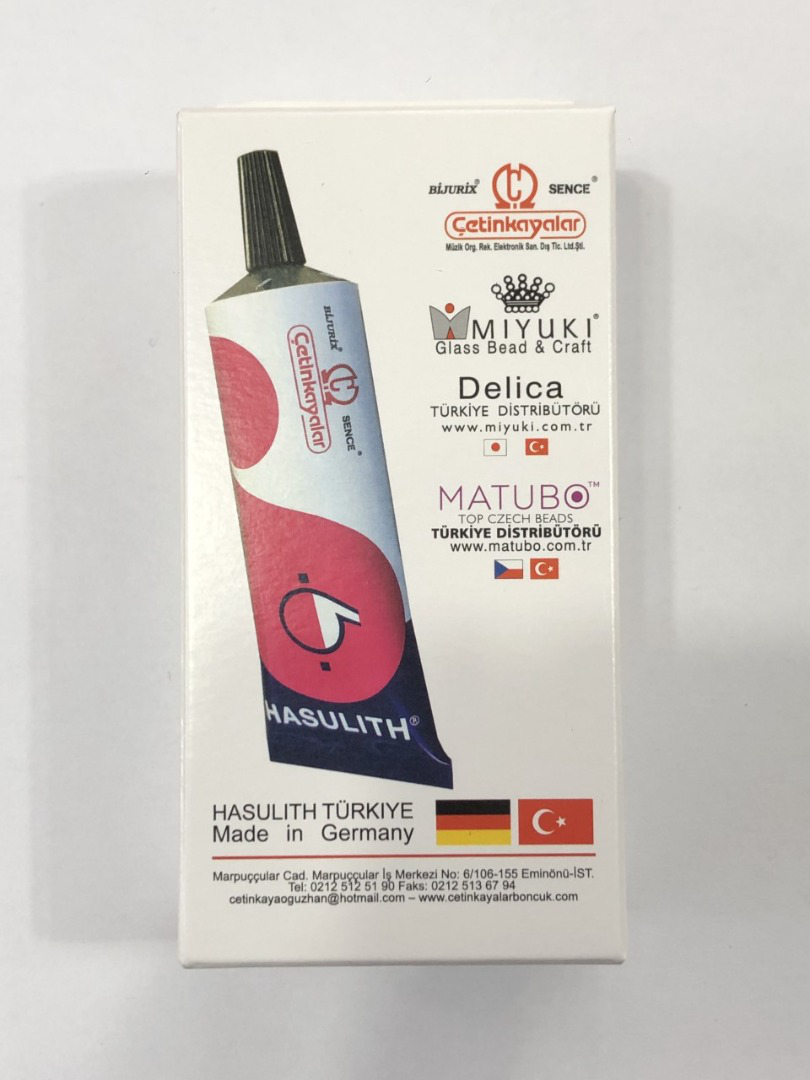 BİJURİX® Ç SENCE®
Çetinkayalar
Müzik Org. Rek. Elektronik San. Dış Tic. Ltd.Şti.
MIYUKI®
Glass Bead & Craft
Delica
TÜRKİYE DİSTRİBÜTÖRÜ
www.miyuki.com.tr
MATUBO™
TOP CZECH BEADS
TÜRKİYE DİSTRİBÜTÖRÜ
www.matubo.com.tr
BİJURİX® Ç SENCE®
Çetinkayalar
HASULITH®
HASULITH TÜRKIYE
Made in Germany
Marpuççular Cad. Marpuççular İş Merkezi No: 6/106-155 Eminönü-İST.
Tel: 0212 512 51 90 Faks: 0212 513 67 94
cetinkayaoguzhan@hotmail.com – www.cetinkayalarboncuk.com